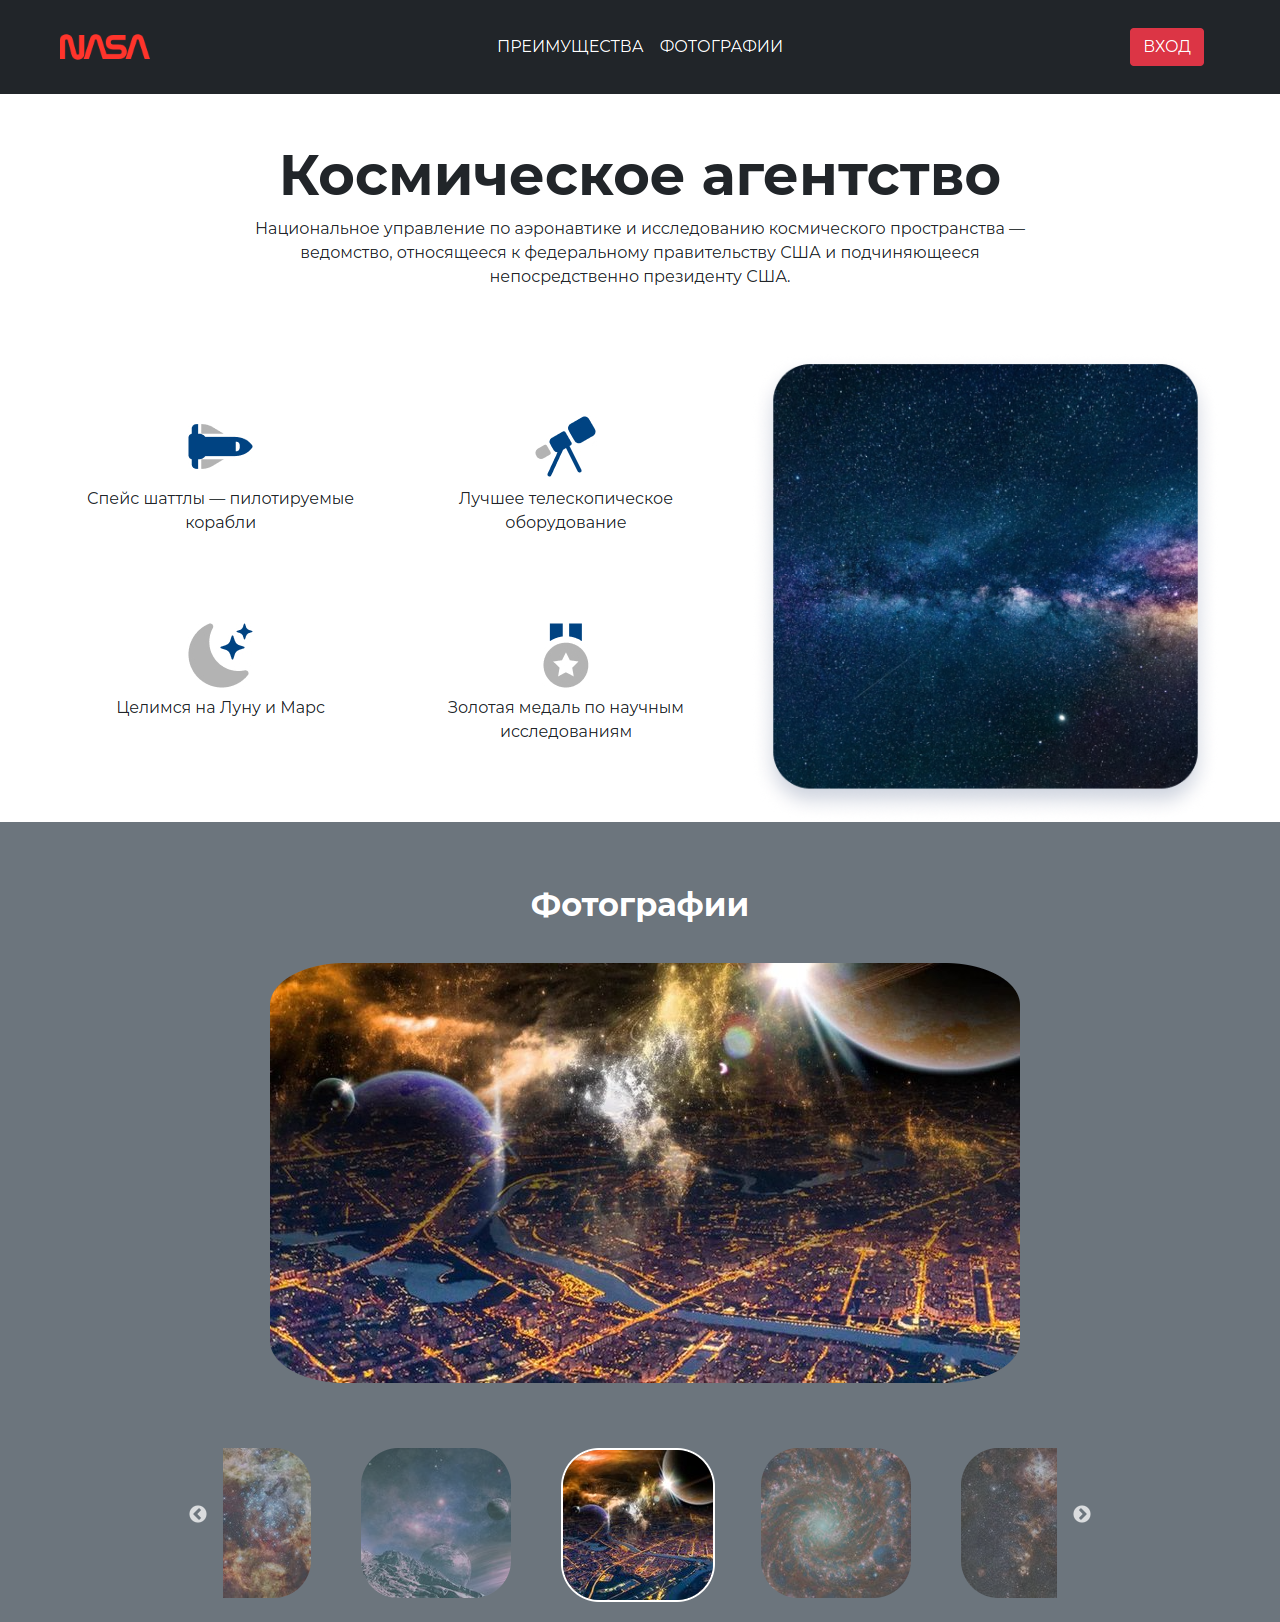 NASA
ПРЕИМУЩЕСТВА ФОТОГРАФИИ
ВХОД
Космическое агентство
Национальное управление по аэронавтике и исследованию космического пространства —
ведомство, относящееся к федеральному правительству США и подчиняющееся
непосредственно президенту США.
Спейс шаттлы — пилотируемые
корабли
Лучшее телескопическое
оборудование
Целимся на Луну и Марс
Золотая медаль по научным
исследованиям
Фотографии